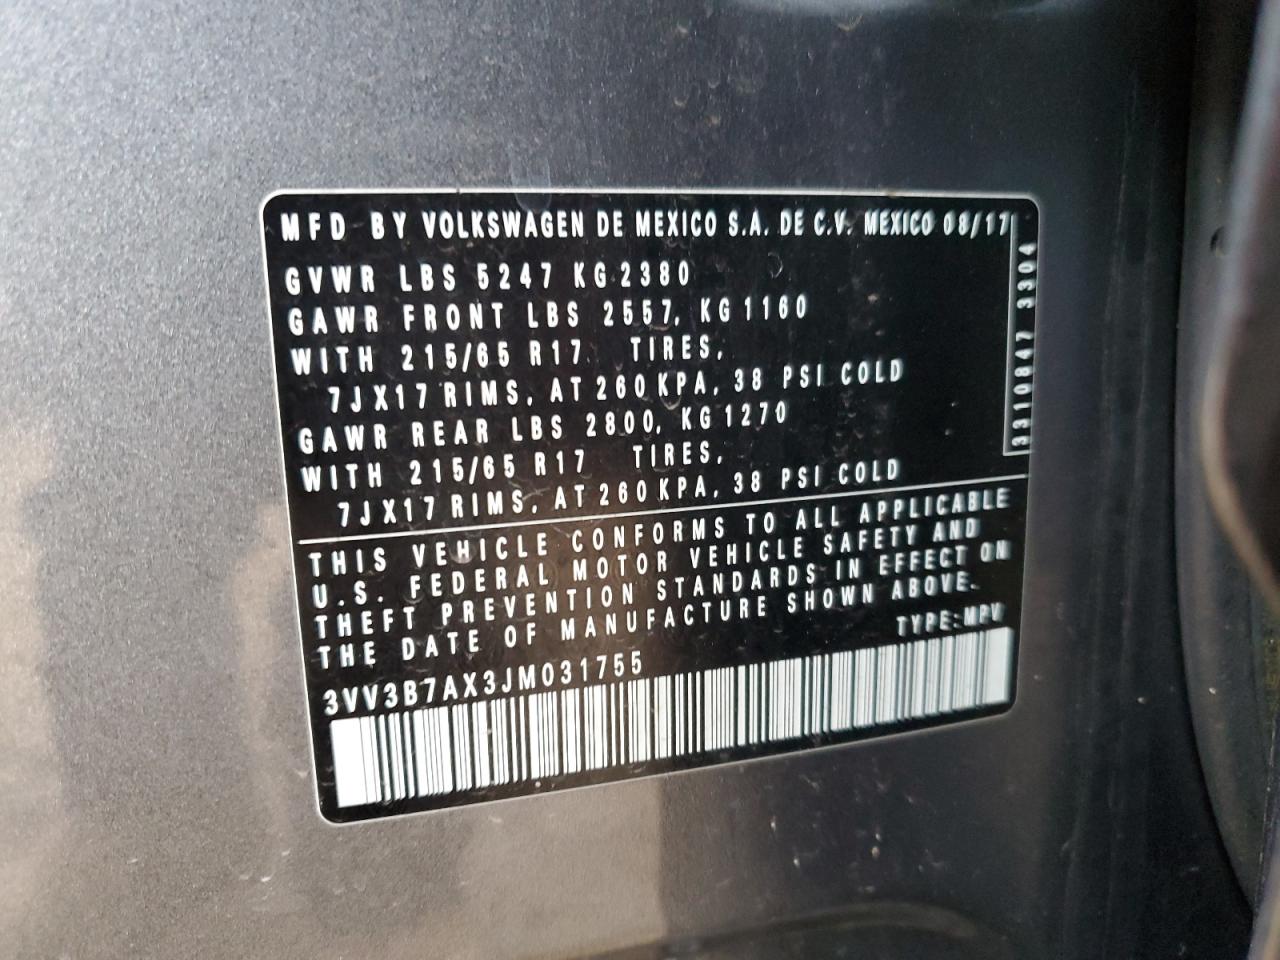 MFD BY VOLKSWAGEN DE MEXICO S.A. DE C.V. MEXICO 08/17
GVWR LBS 5247 KG 2380
GAWR FRONT LBS 2557, KG 1160
WITH 215/65 R17 TIRES,
7JX17 RIMS, AT 260 KPA, 38 PSI COLD
GAWR REAR LBS 2800, KG 1270
WITH 215/65 R17 TIRES,
7JX17 RIMS, AT 260 KPA, 38 PSI COLD
3310847 3304
THIS VEHICLE CONFORMS TO ALL APPLICABLE
U.S. FEDERAL MOTOR VEHICLE SAFETY AND
THEFT PREVENTION STANDARDS IN EFFECT ON
THE DATE OF MANUFACTURE SHOWN ABOVE.
TYPE: MPV
3VV3B7AX3JM031755